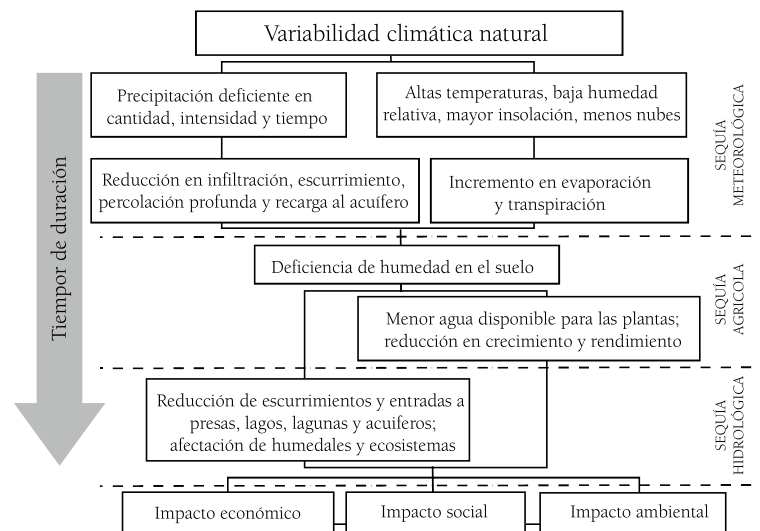 Variabilidad climática natural
Precipitación deficiente en
cantidad, intensidad y tiempo
Altas temperaturas, baja humedad
relativa, mayor insolación, menos nubes
Reducción en infiltración, escurrimiento,
percolación profunda y recarga al acuífero
Incremento en evaporación
y transpiración
SEQUÍA
METEOROLÓGICA
Deficiencia de humedad en el suelo
Menor agua disponible para las plantas;
reducción en crecimiento y rendimiento
SEQUÍA
AGRICOLA
Reducción de escurrimientos y entradas a
presas, lagos, lagunas y acuiferos;
afectación de humedales y ecosistemas
SEQUÍA
HIDROLÓGICA
Impacto económico
Impacto social
Impacto ambiental
Tiempor de duración